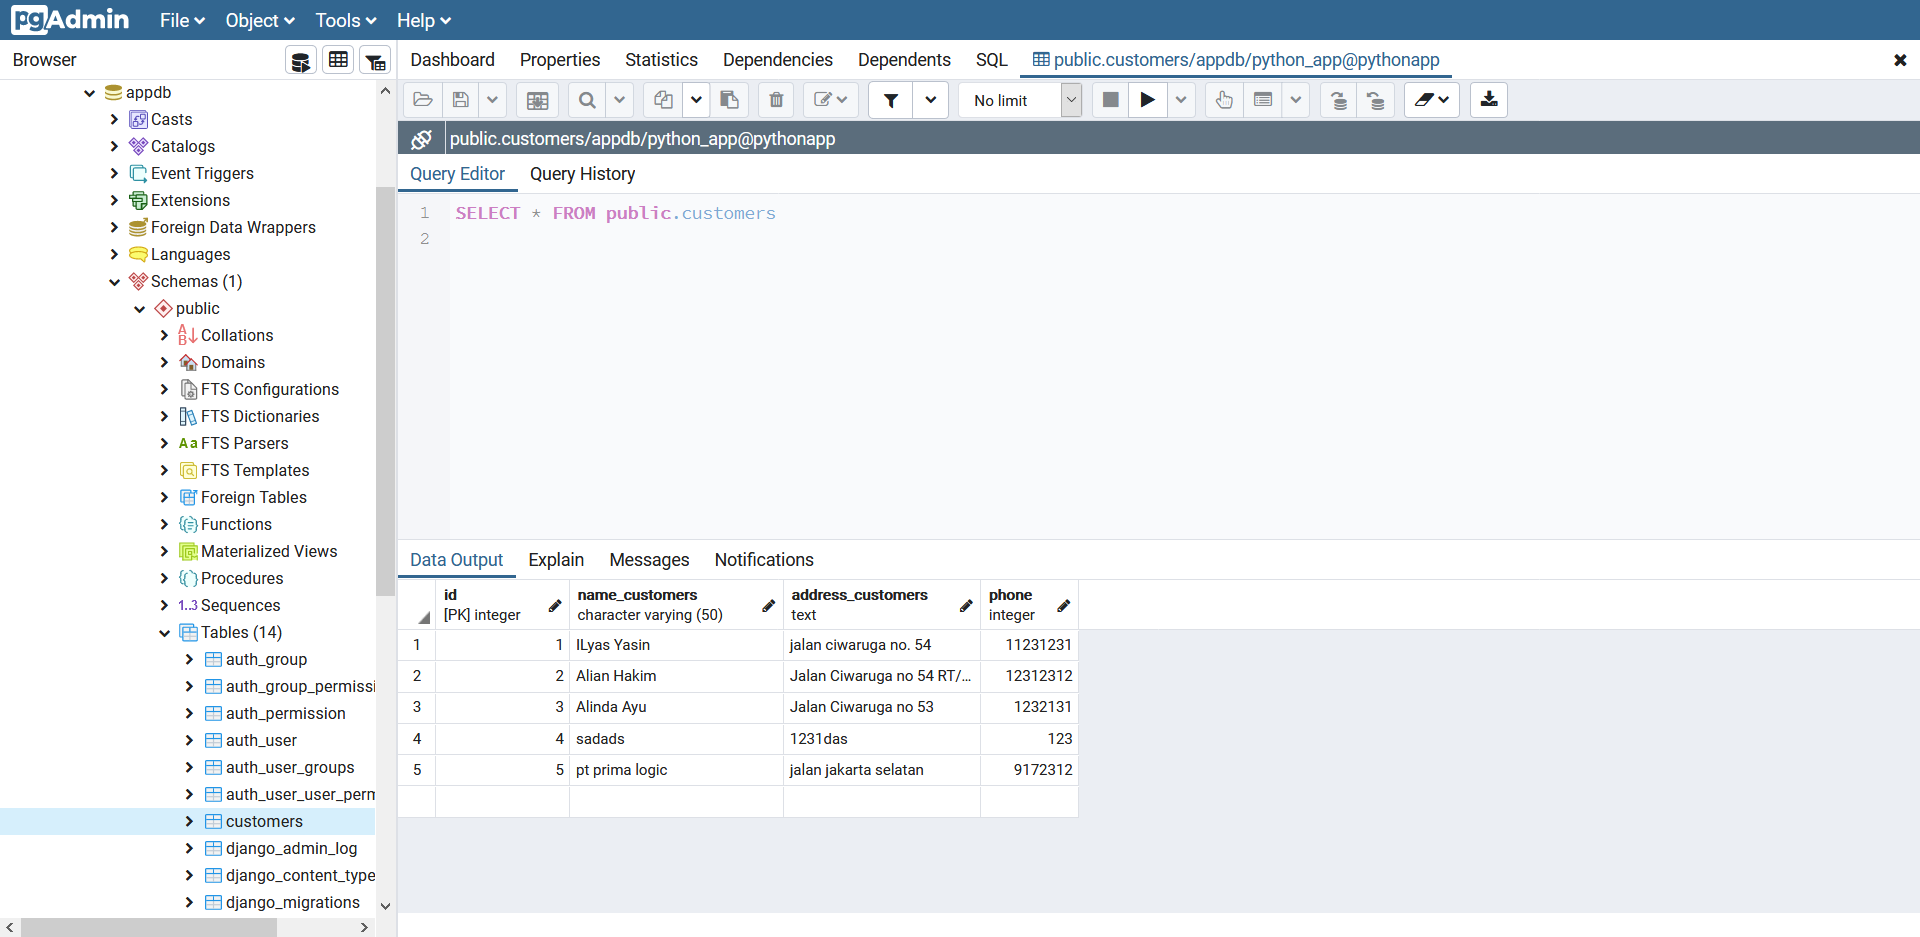 pgAdmin File Object Tools Help
Browser
Dashboard Properties Statistics Dependencies Dependents SQL public.customers/appdb/python_app@pythonapp
No limit
public.customers/appdb/python_app@pythonapp
Query Editor Query History
1 SELECT * FROM public.customers
2
appdb
Casts
Catalogs
Event Triggers
Extensions
Foreign Data Wrappers
Languages
Schemas (1)
public
Collations
Domains
FTS Configurations
FTS Dictionaries
Aa FTS Parsers
FTS Templates
Foreign Tables
Functions
Materialized Views
Procedures
1..3 Sequences
Tables (14)
auth_group
auth_group_permissi
auth_permission
auth_user
auth_user_groups
auth_user_user_perm
customers
django_admin_log
django_content_type
django_migrations
Data Output Explain Messages Notifications
id name_customers address_customers phone
[PK] integer character varying (50) text integer
1 1 ILyas Yasin jalan ciwaruga no. 54 11231231
2 2 Alian Hakim Jalan Ciwaruga no 54 RT/... 12312312
3 3 Alinda Ayu Jalan Ciwaruga no 53 1232131
4 4 sadads 1231das 123
5 5 pt prima logic jalan jakarta selatan 9172312